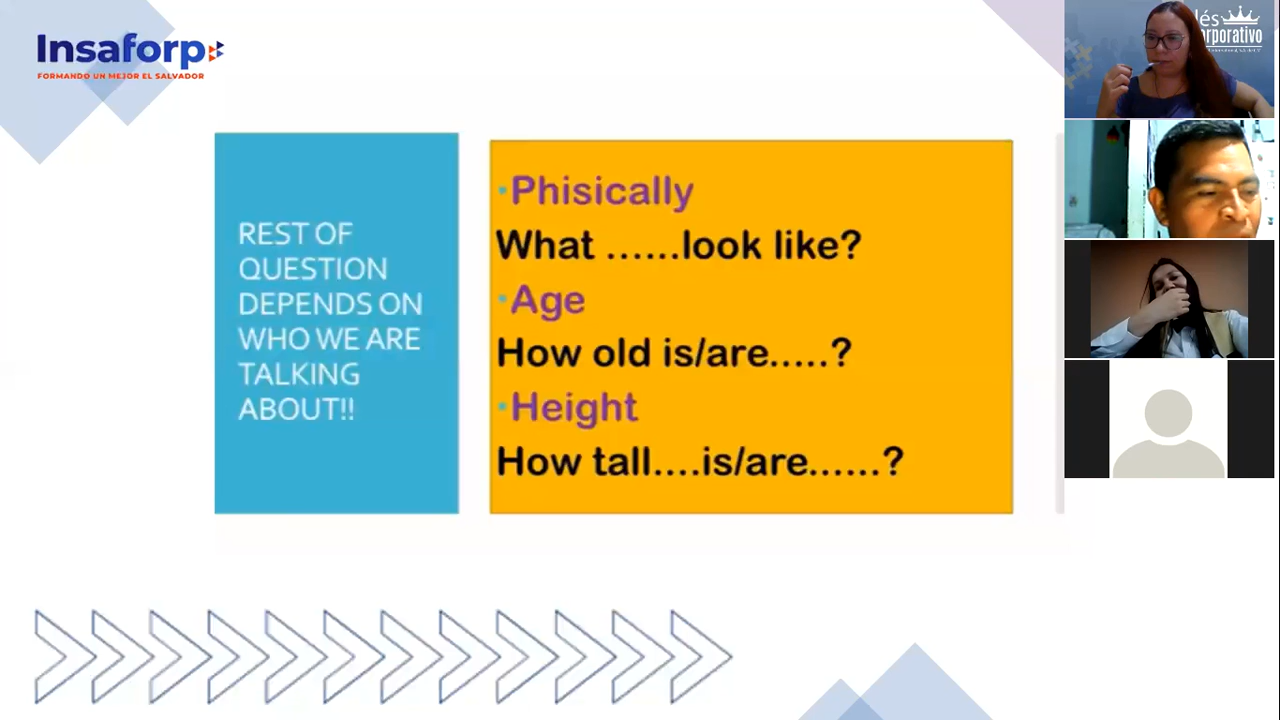 Insaforp
FORMANDO UN MEJOR EL SALVADOR
REST OF
QUESTION
DEPENDS ON
WHO WE ARE
TALKING
ABOUT!!
•Phisically
What ......look like?
•Age
How old is/are.....?
•Height
How tall....is/are......?